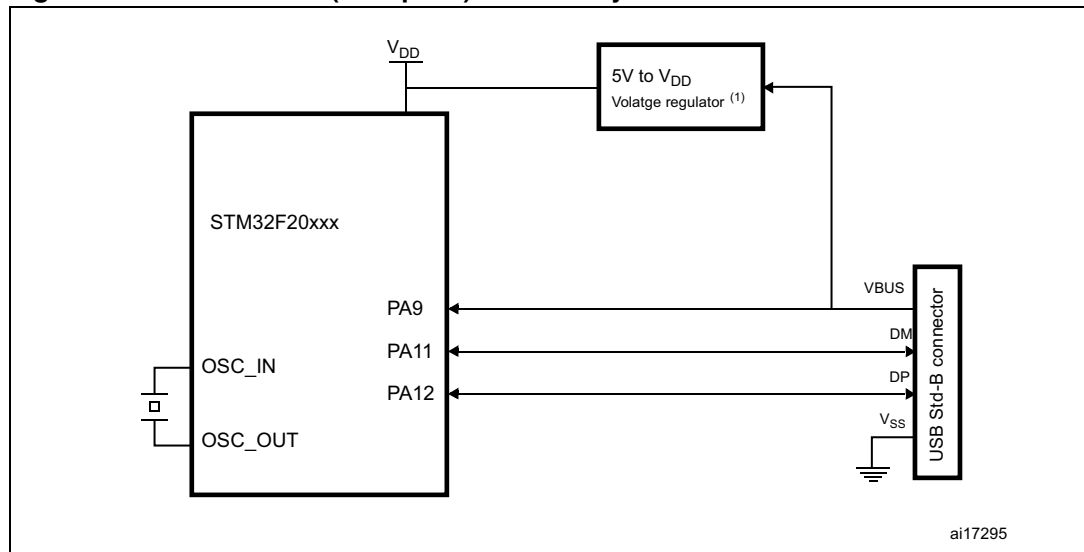 V_DD
5V to V_DD
Volatge regulator (1)
STM32F20xxx
VBUS
PA9
DM
PA11
OSC_IN
DP
PA12
V_SS
OSC_OUT
USB Std-B connector
ai17295